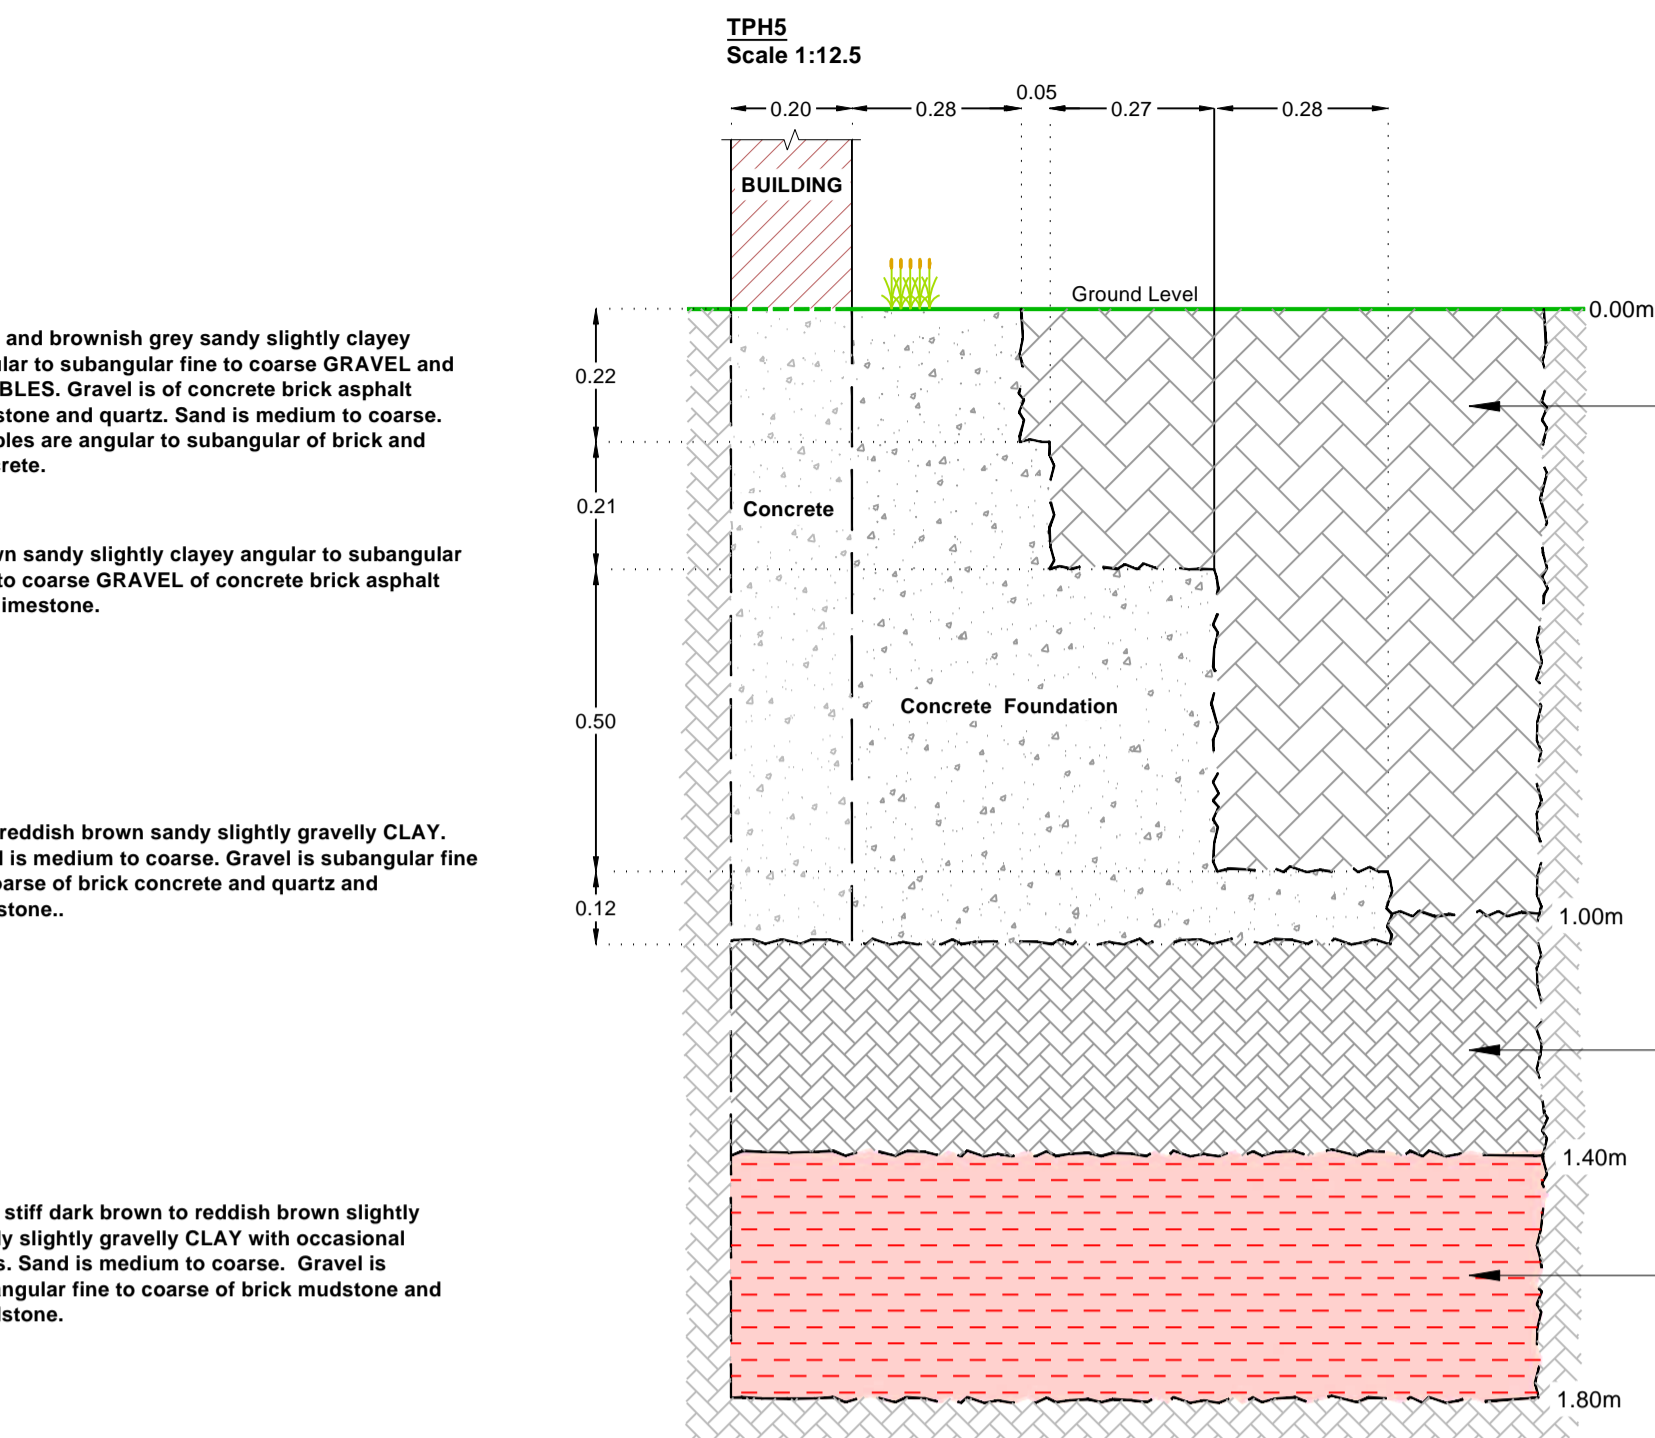 TPH5
Scale 1:12.5
0.05
0.20 0.28 0.27 0.28
BUILDING
Ground Level
0.00m
and brownish grey sandy slightly clayey
lar to subangular fine to coarse GRAVEL and
BLES. Gravel is of concrete brick asphalt
stone and quartz. Sand is medium to coarse.
bles are angular to subangular of brick and
crete.
0.22
0.21
Concrete
vn sandy slightly clayey angular to subangular
to coarse GRAVEL of concrete brick asphalt
limestone.
Concrete Foundation
0.50
reddish brown sandy slightly gravelly CLAY.
l is medium to coarse. Gravel is subangular fine
oarse of brick concrete and quartz and
stone..
0.12
1.00m
1.40m
stiff dark brown to reddish brown slightly
ly slightly gravelly CLAY with occasional
s. Sand is medium to coarse. Gravel is
angular fine to coarse of brick mudstone and
dstone.
1.80m